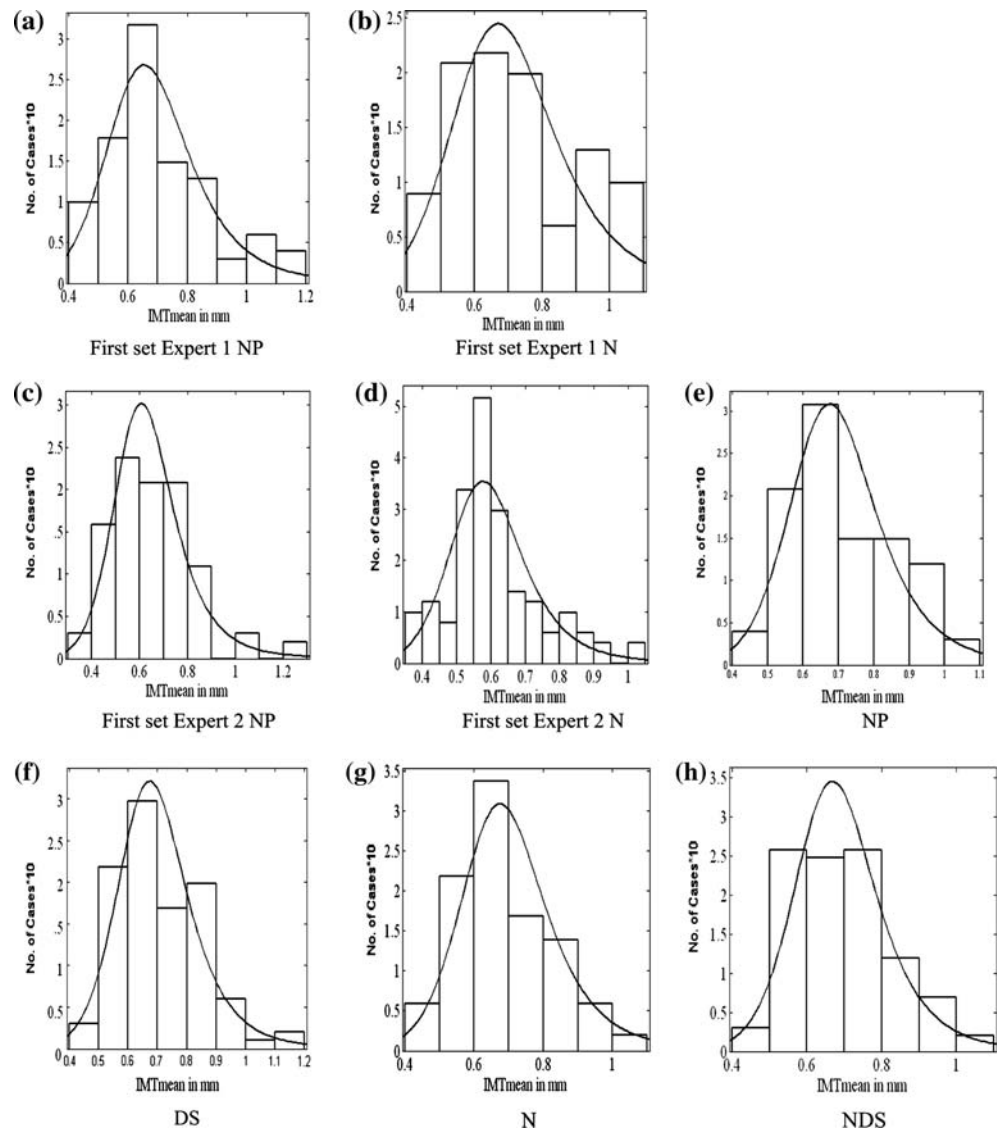 (a)
No. of Cases*10
3
2.5
2
1.5
1
0.5
0
0.4 0.6 0.8 1 1.2
IMTmean in mm
First set Expert 1 NP
(b)
No. of Cases*10
2.5
2
1.5
1
0.5
0
0.4 0.6 0.8 1
IMTmean in mm
First set Expert 1 N
(c)
No. of Cases*10
3
2.5
2
1.5
1
0.5
0
0.4 0.6 0.8 1 1.2
IMTmean in mm
First set Expert 2 NP
(d)
No. of Cases*10
5
4
3
2
1
0
0.4 0.5 0.6 0.7 0.8 0.9 1
IMTmean in mm
First set Expert 2 N
(e)
No. of Cases*10
3
2.5
2
1.5
1
0.5
0
0.4 0.5 0.6 0.7 0.8 0.9 1 1.1
IMTmean in mm
NP
(f)
No. of Cases*10
3
5
2
5
1
5
0
0.4 0.5 0.6 0.7 0.8 0.9 1 1.1 1.2
IMTmean in mm
DS
(g)
No. of Cases*10
3.5
3
2.5
2
1.5
1
0.5
0
0.4 0.6 0.8 1
IMTmean in mm
N
(h)
No. of Cases*10
3.5
3
2.5
2
1.5
1
0.5
0
0.4 0.6 0.8 1
IMTmean in mm
NDS